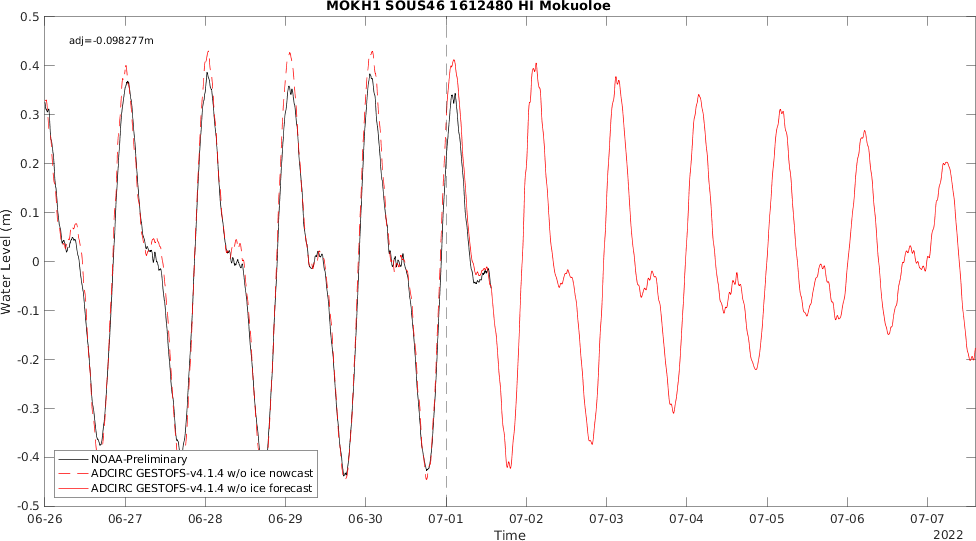 MOKH1 SOUS46 1612480 HI Mokuoloe
adj=-0.098277m
0.5
0.4
0.3
0.2
0.1
0
-0.1
-0.2
-0.3
-0.4
-0.5
Water Level (m)
NOAA-Preliminary
ADCIRC GESTOFS-v4.1.4 w/o ice nowcast
ADCIRC GESTOFS-v4.1.4 w/o ice forecast
06-26 06-27 06-28 06-29 06-30 07-01 07-02 07-03 07-04 07-05 07-06 07-07
Time
2022